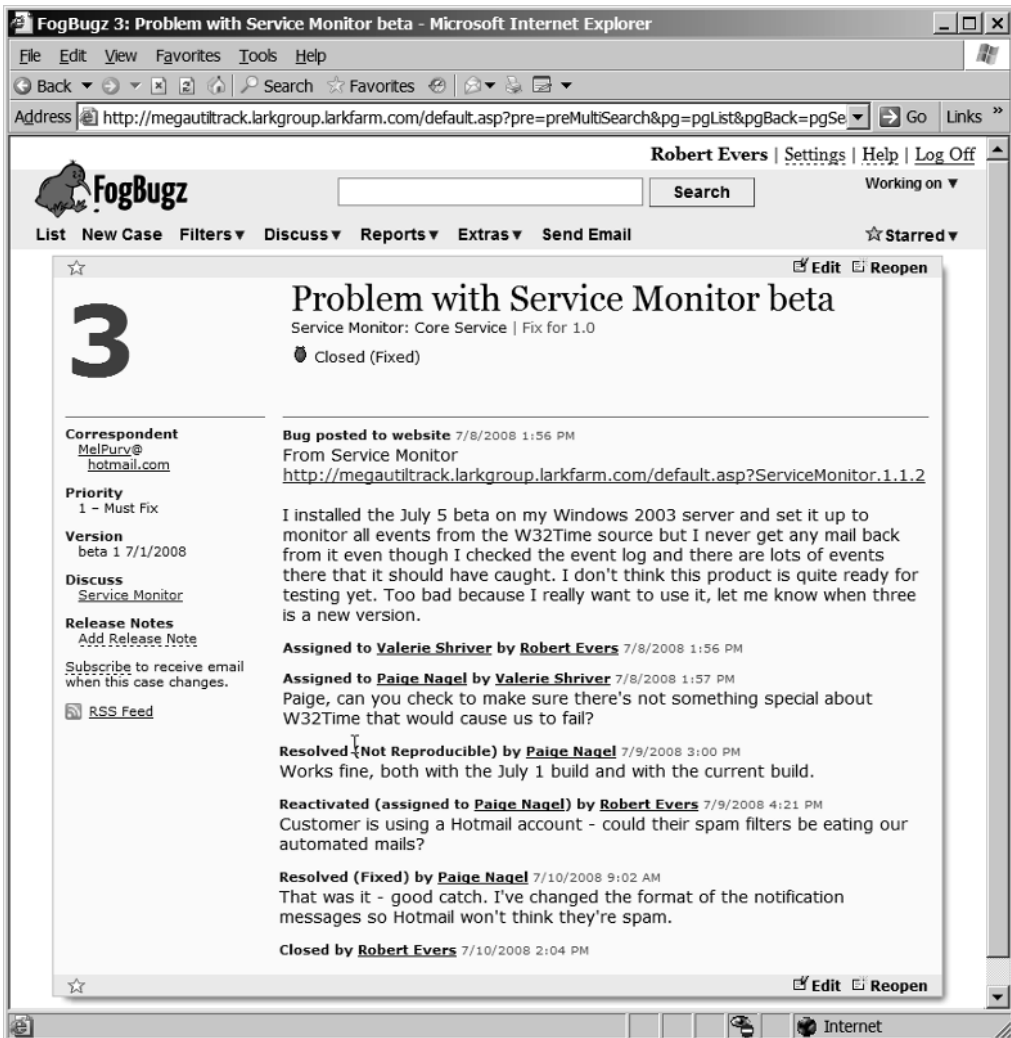 FogBugz 3: Problem with Service Monitor beta - Microsoft Internet Explorer
File Edit View Favorites Tools Help
Back Search Favorites
Address http://megautiltrack.larkgroup.larkfarm.com/default.asp?pre=preMultiSearch&pg=pgList&pgBack=pgSe Go Links »
Robert Evers | Settings | Help | Log Off
FogBugz Search Working on ▼
List New Case Filters▼ Discuss▼ Reports▼ Extras▼ Send Email Starred▼
Edit Reopen
3
Problem with Service Monitor beta
Service Monitor: Core Service | Fix for 1.0
Closed (Fixed)
Correspondent
MelPurv@
hotmail.com
Priority
1 – Must Fix
Version
beta 1 7/1/2008
Discuss
Service Monitor
Release Notes
Add Release Note
Subscribe to receive email
when this case changes.
RSS Feed
Bug posted to website 7/8/2008 1:56 PM
From Service Monitor
http://megautiltrack.larkgroup.larkfarm.com/default.asp?ServiceMonitor.1.1.2
I installed the July 5 beta on my Windows 2003 server and set it up to
monitor all events from the W32Time source but I never get any mail back
from it even though I checked the event log and there are lots of events
there that it should have caught. I don't think this product is quite ready for
testing yet. Too bad because I really want to use it, let me know when three
is a new version.
Assigned to Valerie Shriver by Robert Evers 7/8/2008 1:56 PM
Assigned to Paige Nagel by Valerie Shriver 7/8/2008 1:57 PM
Paige, can you check to make sure there's not something special about
W32Time that would cause us to fail?
Resolved (Not Reproducible) by Paige Nagel 7/9/2008 3:00 PM
Works fine, both with the July 1 build and with the current build.
Reactivated (assigned to Paige Nagel) by Robert Evers 7/9/2008 4:21 PM
Customer is using a Hotmail account - could their spam filters be eating our
automated mails?
Resolved (Fixed) by Paige Nagel 7/10/2008 9:02 AM
That was it - good catch. I've changed the format of the notification
messages so Hotmail won't think they're spam.
Closed by Robert Evers 7/10/2008 2:04 PM
Edit Reopen
Internet